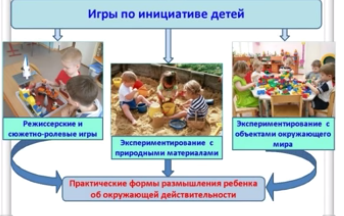 Игры по инициативе детей
Режиссерские и
сюжетно-ролевые игры
Экспериментирование с
природными материалами
Экспериментирование с
объектами окружающего
мира
Практические формы размышления ребенка
об окружающей действительности